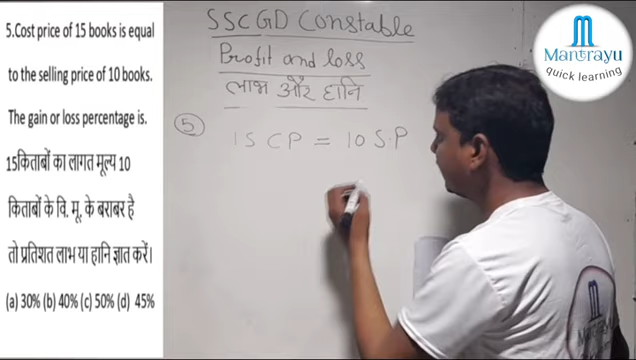 5.Cost price of 15 books is equal
to the selling price of 10 books.
The gain or loss percentage is.
15किताबों का लागत मूल्य 10
किताबों के वि. मू. के बराबर है
तो प्रतिशत लाभ या हानि ज्ञात करें।
(a) 30% (b) 40% (c) 50% (d) 45%
SSC GD Constable
Profit and loss
लाभ और हानि
5
15 CP = 10 S.P
Mantrayu
quick learning